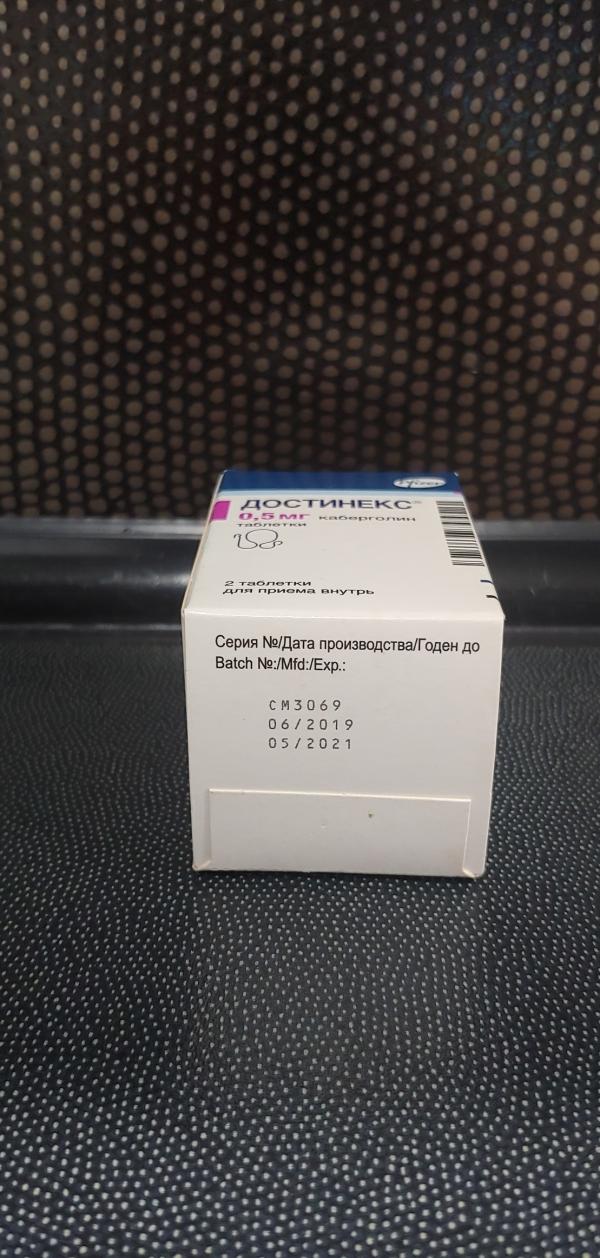 Pfizer
ДОСТИНЕКС®
0,5 мг каберголин
таблетки
2 таблетки
для приема внутрь
Серия №/Дата производства/Годен до
Batch №:/Mfd:/Exp.:
CM3069
06/2019
05/2021